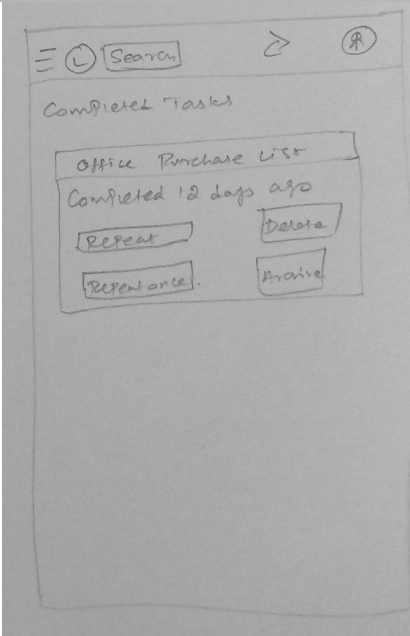 L Search R
Completed Tasks
Office Purchase List
Completed 12 days ago
Repeat Delete
Repeat once. Archive